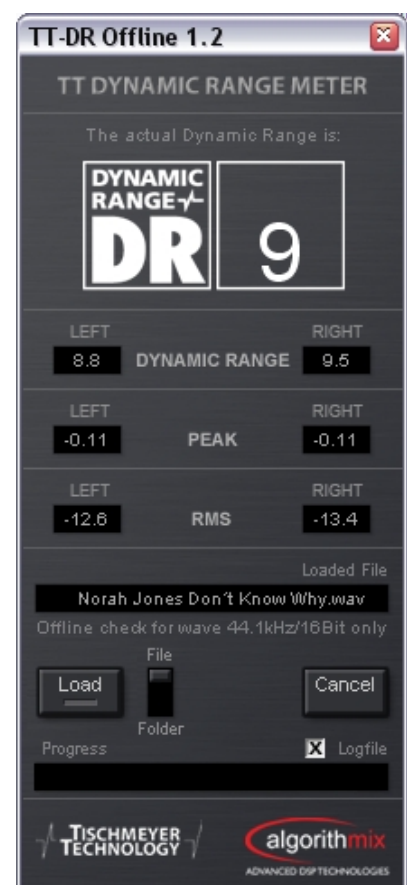 TT-DR Offline 1.2
TT DYNAMIC RANGE METER
The actual Dynamic Range is:
DYNAMIC
RANGE
DR 9
LEFT RIGHT
8.8 DYNAMIC RANGE 9.5
LEFT RIGHT
-0.11 PEAK -0.11
LEFT RIGHT
-12.6 RMS -13.4
Loaded File
Norah Jones Don´t Know Why.wav
Offline check for wave 44.1kHz/16Bit only
File
Load Cancel
Folder
Progress X Logfile
TISCHMEYER
TECHNOLOGY
algorithmix
ADVANCED DSP TECHNOLOGIES